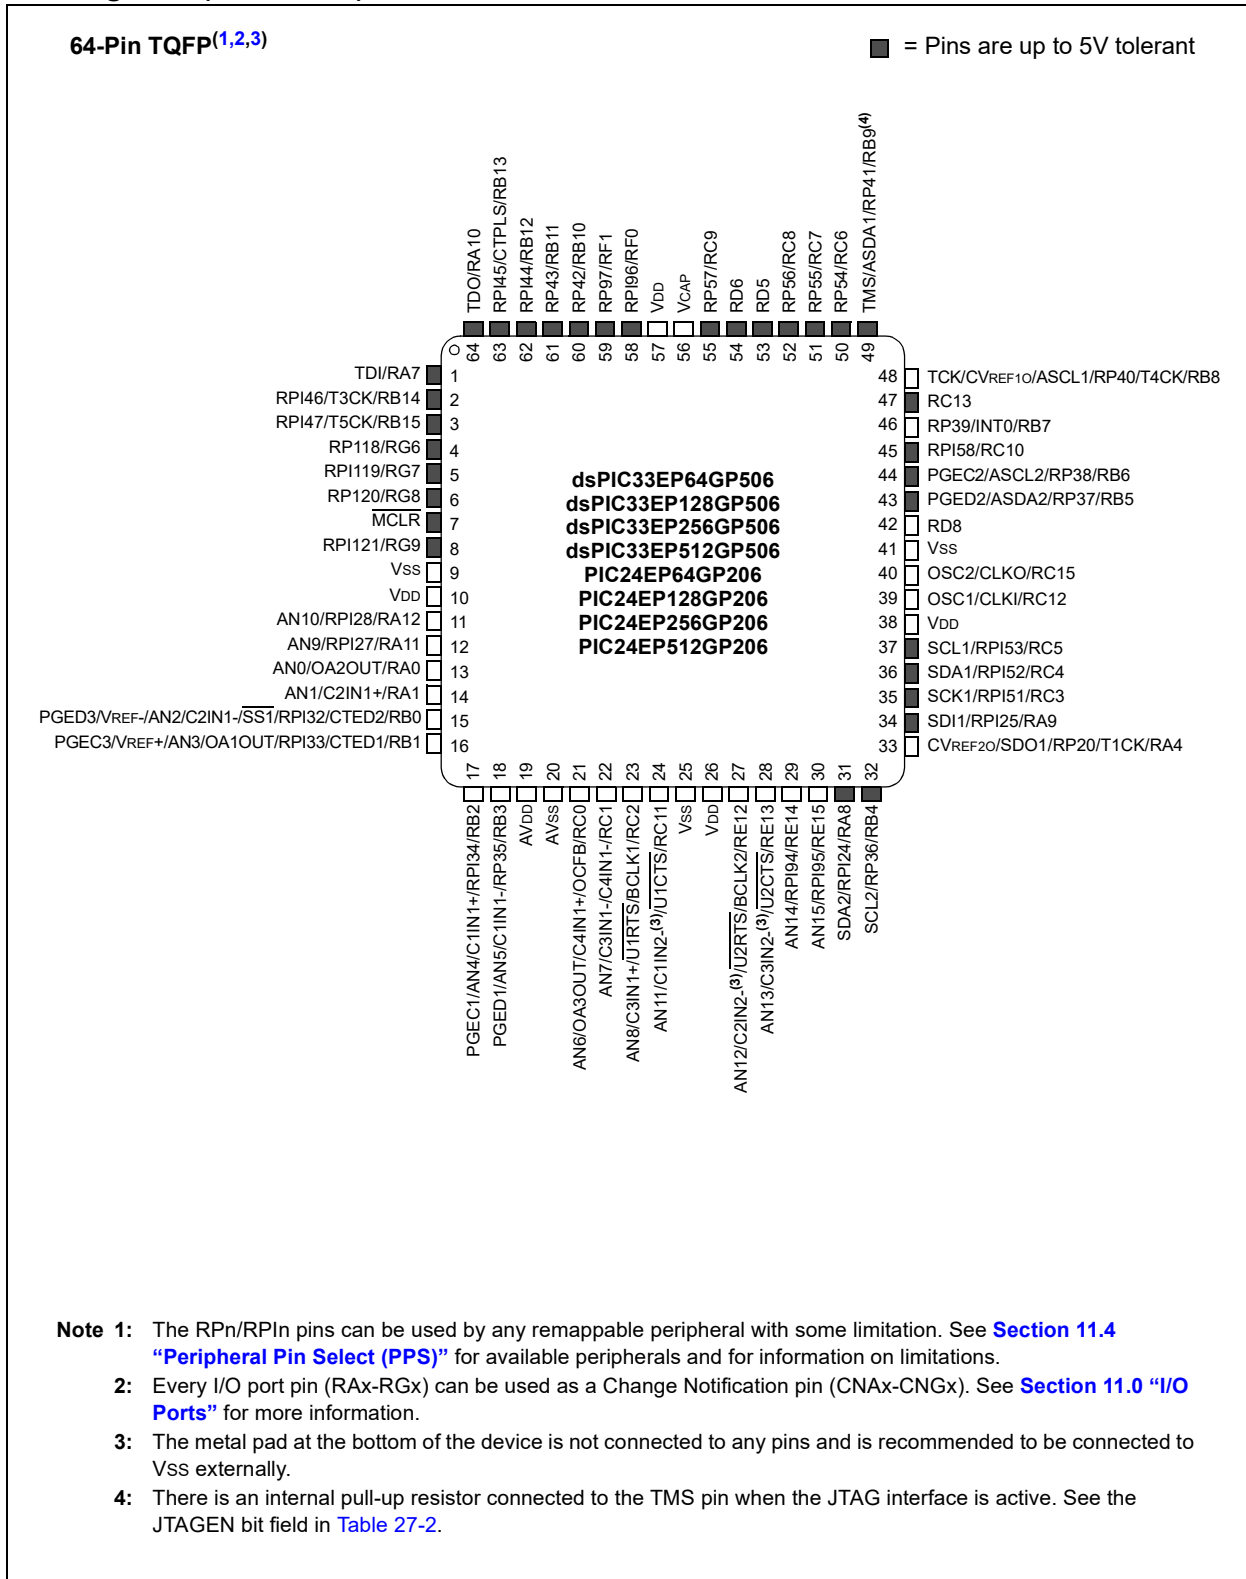 64-Pin TQFP(1,2,3)
= Pins are up to 5V tolerant
TDO/RA10
RPI45/CTPLS/RB13
RPI44/RB12
RP43/RB11
RP42/RB10
RP97/RF1
RPI96/RF0
VDD
VCAP
RP57/RC9
RD6
RD5
RP56/RC8
RP55/RC7
RP54/RC6
TMS/ASDA1/RP41/RB9(4)
64 63 62 61 60 59 58 57 56 55 54 53 52 51 50 49
TDI/RA7 1
RPI46/T3CK/RB14 2
RPI47/T5CK/RB15 3
RP118/RG6 4
RPI119/RG7 5
RP120/RG8 6
MCLR 7
RPI121/RG9 8
VSS 9
VDD 10
AN10/RPI28/RA12 11
AN9/RPI27/RA11 12
AN0/OA2OUT/RA0 13
AN1/C2IN1+/RA1 14
PGED3/VREF-/AN2/C2IN1-/SS1/RPI32/CTED2/RB0 15
PGEC3/VREF+/AN3/OA1OUT/RPI33/CTED1/RB1 16
dsPIC33EP64GP506
dsPIC33EP128GP506
dsPIC33EP256GP506
dsPIC33EP512GP506
PIC24EP64GP206
PIC24EP128GP206
PIC24EP256GP206
PIC24EP512GP206
48 TCK/CVREF1O/ASCL1/RP40/T4CK/RB8
47 RC13
46 RP39/INT0/RB7
45 RPI58/RC10
44 PGEC2/ASCL2/RP38/RB6
43 PGED2/ASDA2/RP37/RB5
42 RD8
41 VSS
40 OSC2/CLKO/RC15
39 OSC1/CLKI/RC12
38 VDD
37 SCL1/RPI53/RC5
36 SDA1/RPI52/RC4
35 SCK1/RPI51/RC3
34 SDI1/RPI25/RA9
33 CVREF2O/SDO1/RP20/T1CK/RA4
17 18 19 20 21 22 23 24 25 26 27 28 29 30 31 32
PGEC1/AN4/C1IN1+/RPI34/RB2
PGED1/AN5/C1IN1-/RP35/RB3
AVDD
AVSS
AN6/OA3OUT/C4IN1+/OCFB/RC0
AN7/C3IN1-/C4IN1-/RC1
AN8/C3IN1+/U1RTS/BCLK1/RC2
AN11/C1IN2-(3)/U1CTS/RC11
VSS
VDD
AN12/C2IN2-(3)/U2RTS/BCLK2/RE12
AN13/C3IN2-(3)/U2CTS/RE13
AN14/RPI94/RE14
AN15/RPI95/RE15
SDA2/RPI24/RA8
SCL2/RP36/RB4
Note 1: The RPn/RPIn pins can be used by any remappable peripheral with some limitation. See Section 11.4
“Peripheral Pin Select (PPS)” for available peripherals and for information on limitations.
2: Every I/O port pin (RAx-RGx) can be used as a Change Notification pin (CNAx-CNGx). See Section 11.0 “I/O
Ports” for more information.
3: The metal pad at the bottom of the device is not connected to any pins and is recommended to be connected to
VSS externally.
4: There is an internal pull-up resistor connected to the TMS pin when the JTAG interface is active. See the
JTAGEN bit field in Table 27-2.